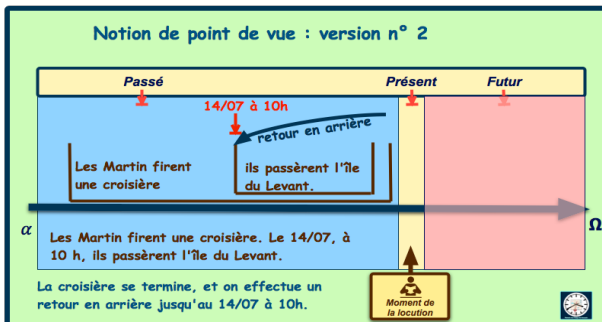 Notion de point de vue : version n° 2
Passé
Présent
Futur
14/07 à 10h
retour en arrière
Les Martin firent
une croisière
ils passèrent l'île
du Levant.
α
Ω
Les Martin firent une croisière. Le 14/07, à
10 h, ils passèrent l'île du Levant.
La croisière se termine, et on effectue un
retour en arrière jusqu'au 14/07 à 10h.
Moment de
la locution